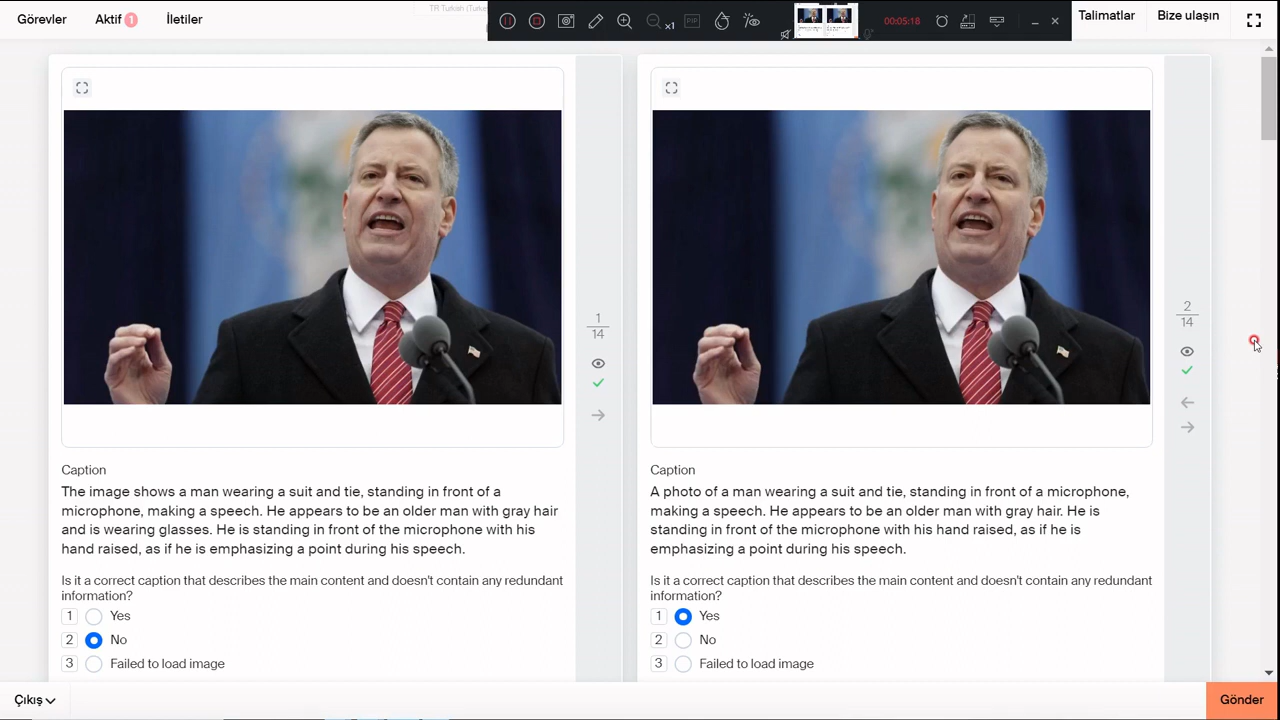 Görevler Aktif 1 İletiler
x1 PIP 00:05:18
Talimatlar Bize ulaşın
1
14
2
14
Caption
The image shows a man wearing a suit and tie, standing in front of a
microphone, making a speech. He appears to be an older man with gray hair
and is wearing glasses. He is standing in front of the microphone with his
hand raised, as if he is emphasizing a point during his speech.
Is it a correct caption that describes the main content and doesn't contain any redundant
information?
1 Yes
2 No
3 Failed to load image
Caption
A photo of a man wearing a suit and tie, standing in front of a microphone,
making a speech. He appears to be an older man with gray hair. He is
standing in front of the microphone with his hand raised, as if he is
emphasizing a point during his speech.
Is it a correct caption that describes the main content and doesn't contain any redundant
information?
1 Yes
2 No
3 Failed to load image
Çıkış
Gönder